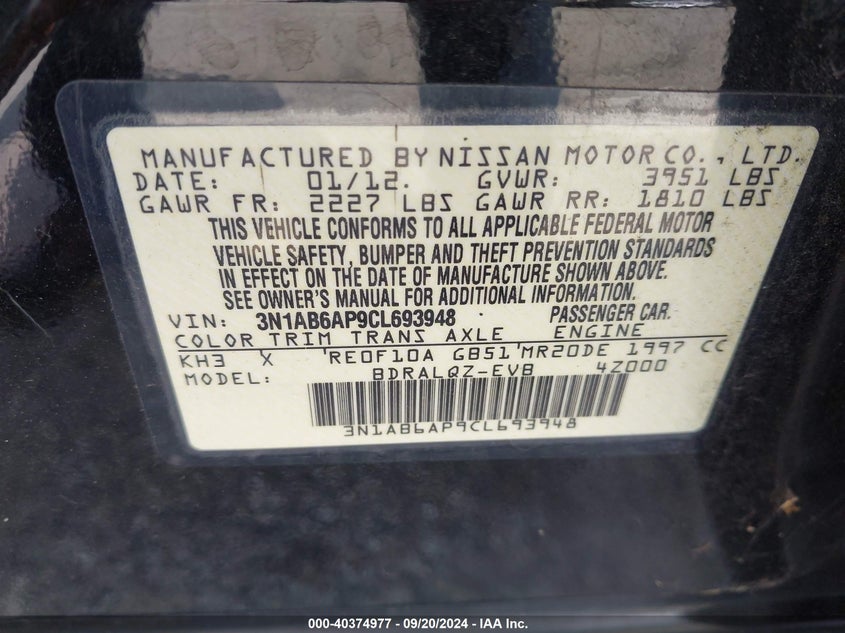 MANUFACTURED BY NISSAN MOTOR CO., LTD.
DATE: 01/12. GVWR: 3951 LBS
GAWR FR: 2227 LBS GAWR RR: 1810 LBS
THIS VEHICLE CONFORMS TO ALL APPLICABLE FEDERAL MOTOR
VEHICLE SAFETY, BUMPER AND THEFT PREVENTION STANDARDS
IN EFFECT ON THE DATE OF MANUFACTURE SHOWN ABOVE.
SEE OWNER'S MANUAL FOR ADDITIONAL INFORMATION.
VIN: 3N1AB6AP9CL693948 PASSENGER CAR.
COLOR TRIM TRANS AXLE ENGINE
KH3 X 'RE0F10A GB51'MR20DE 1997 CC
MODEL: BDRALQZ-EVB 4Z000
3N1AB6AP9CL693948
000-40374977 - 09/20/2024 - IAA Inc.